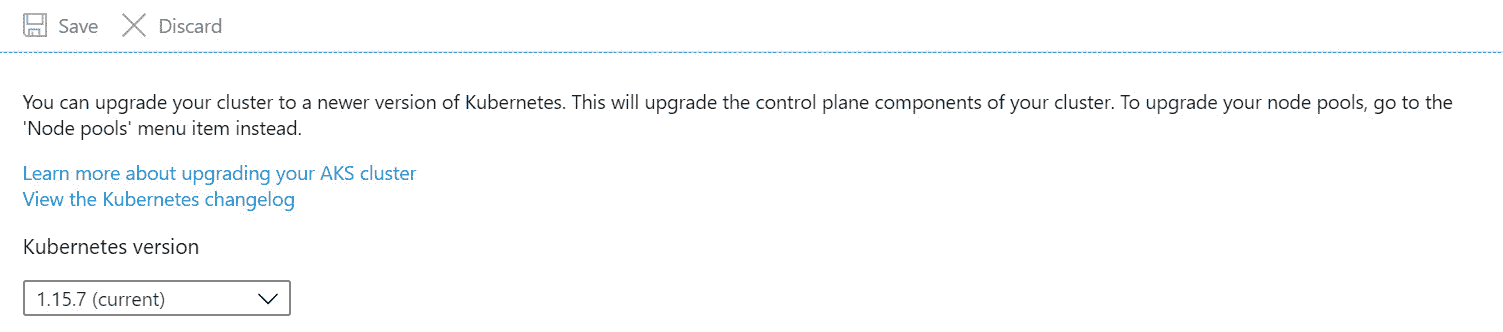 Save Discard
You can upgrade your cluster to a newer version of Kubernetes. This will upgrade the control plane components of your cluster. To upgrade your node pools, go to the
'Node pools' menu item instead.
Learn more about upgrading your AKS cluster
View the Kubernetes changelog
Kubernetes version
1.15.7 (current)